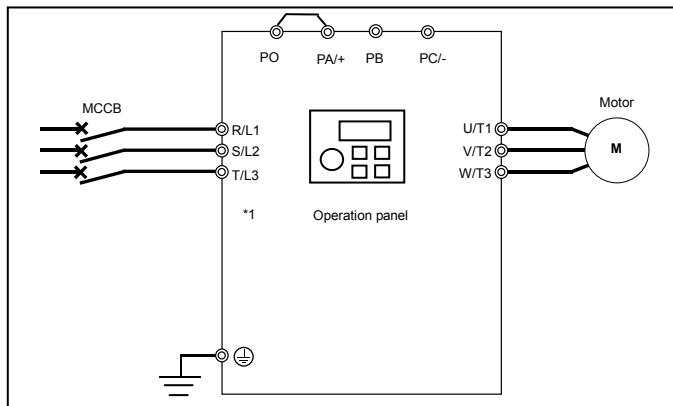 PO PA/+ PB PC/-
MCCB
Motor
R/L1
U/T1
S/L2
V/T2
M
T/L3
W/T3
*1
Operation panel